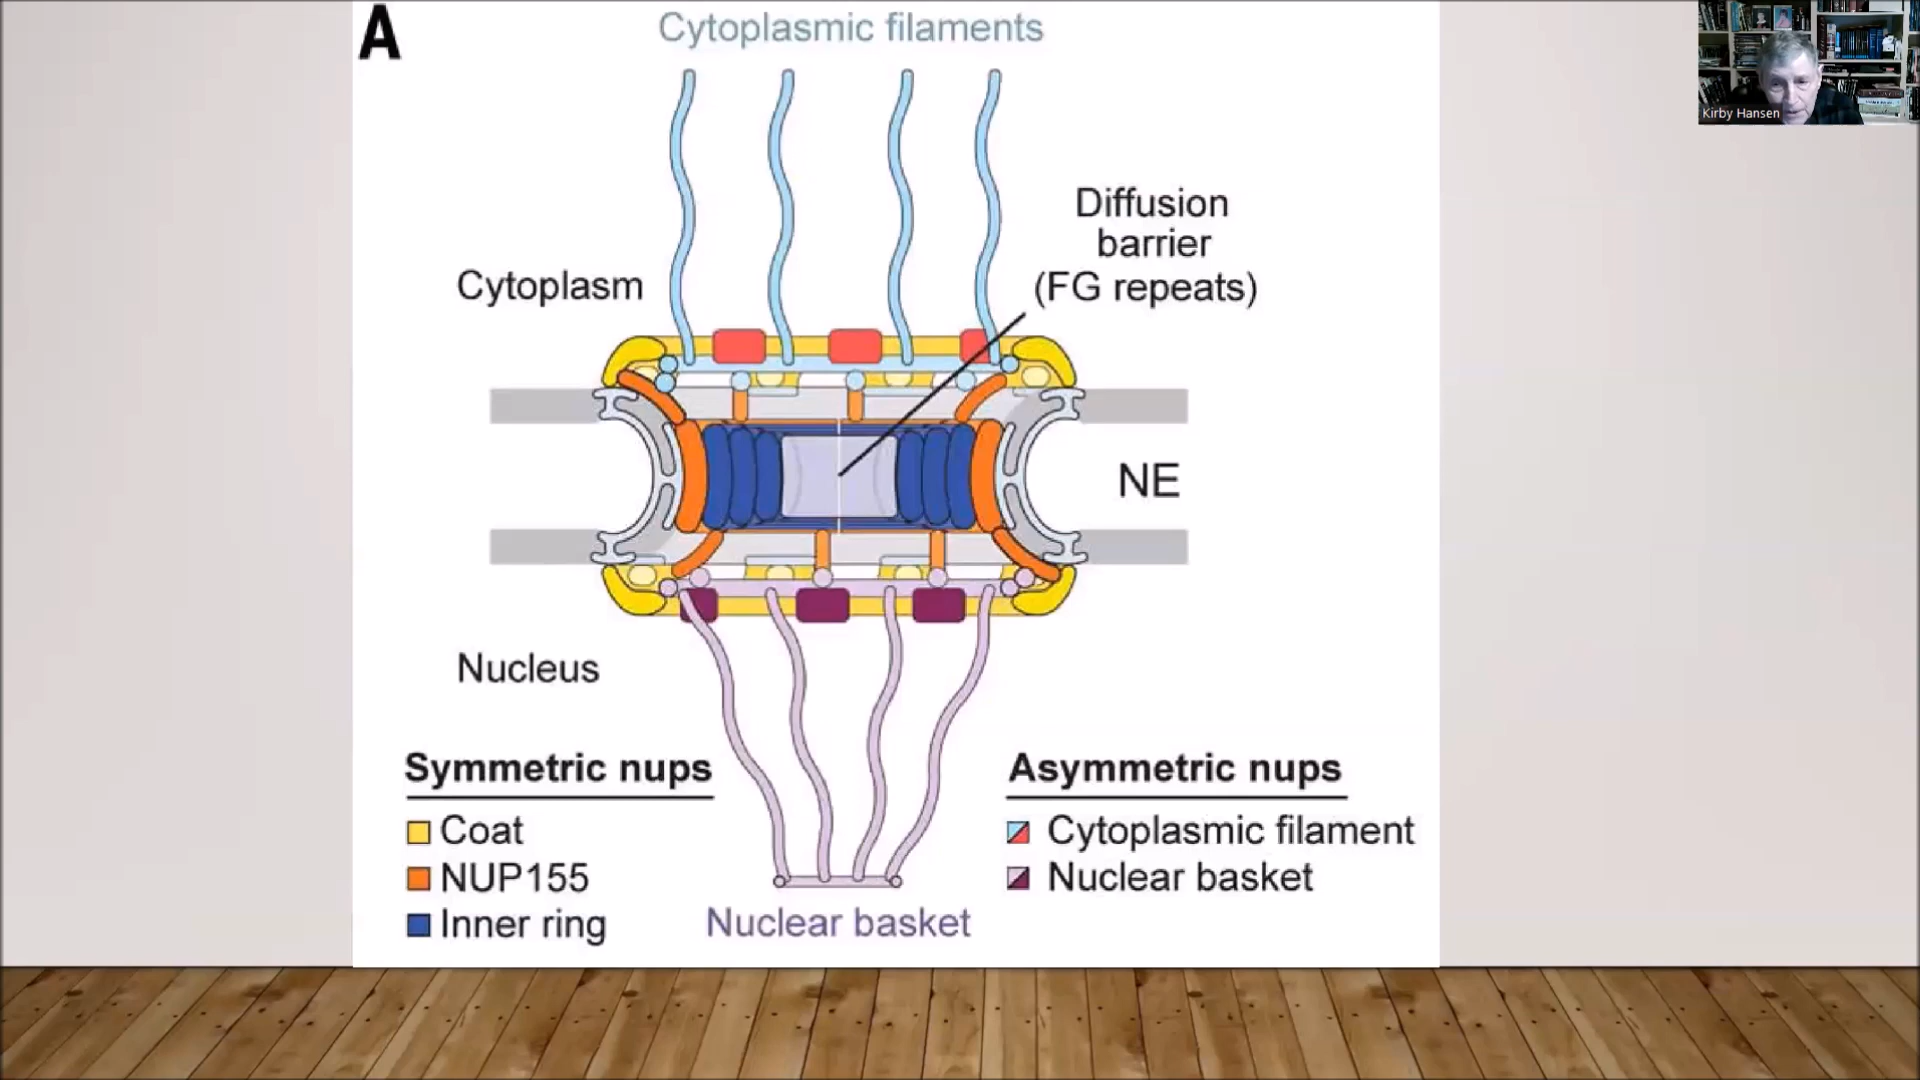 A
Cytoplasmic filaments
Kirby Hansen
Diffusion
barrier
(FG repeats)
Cytoplasm
NE
Nucleus
Symmetric nups
Coat
NUP155
Inner ring
Asymmetric nups
Cytoplasmic filament
Nuclear basket
Nuclear basket